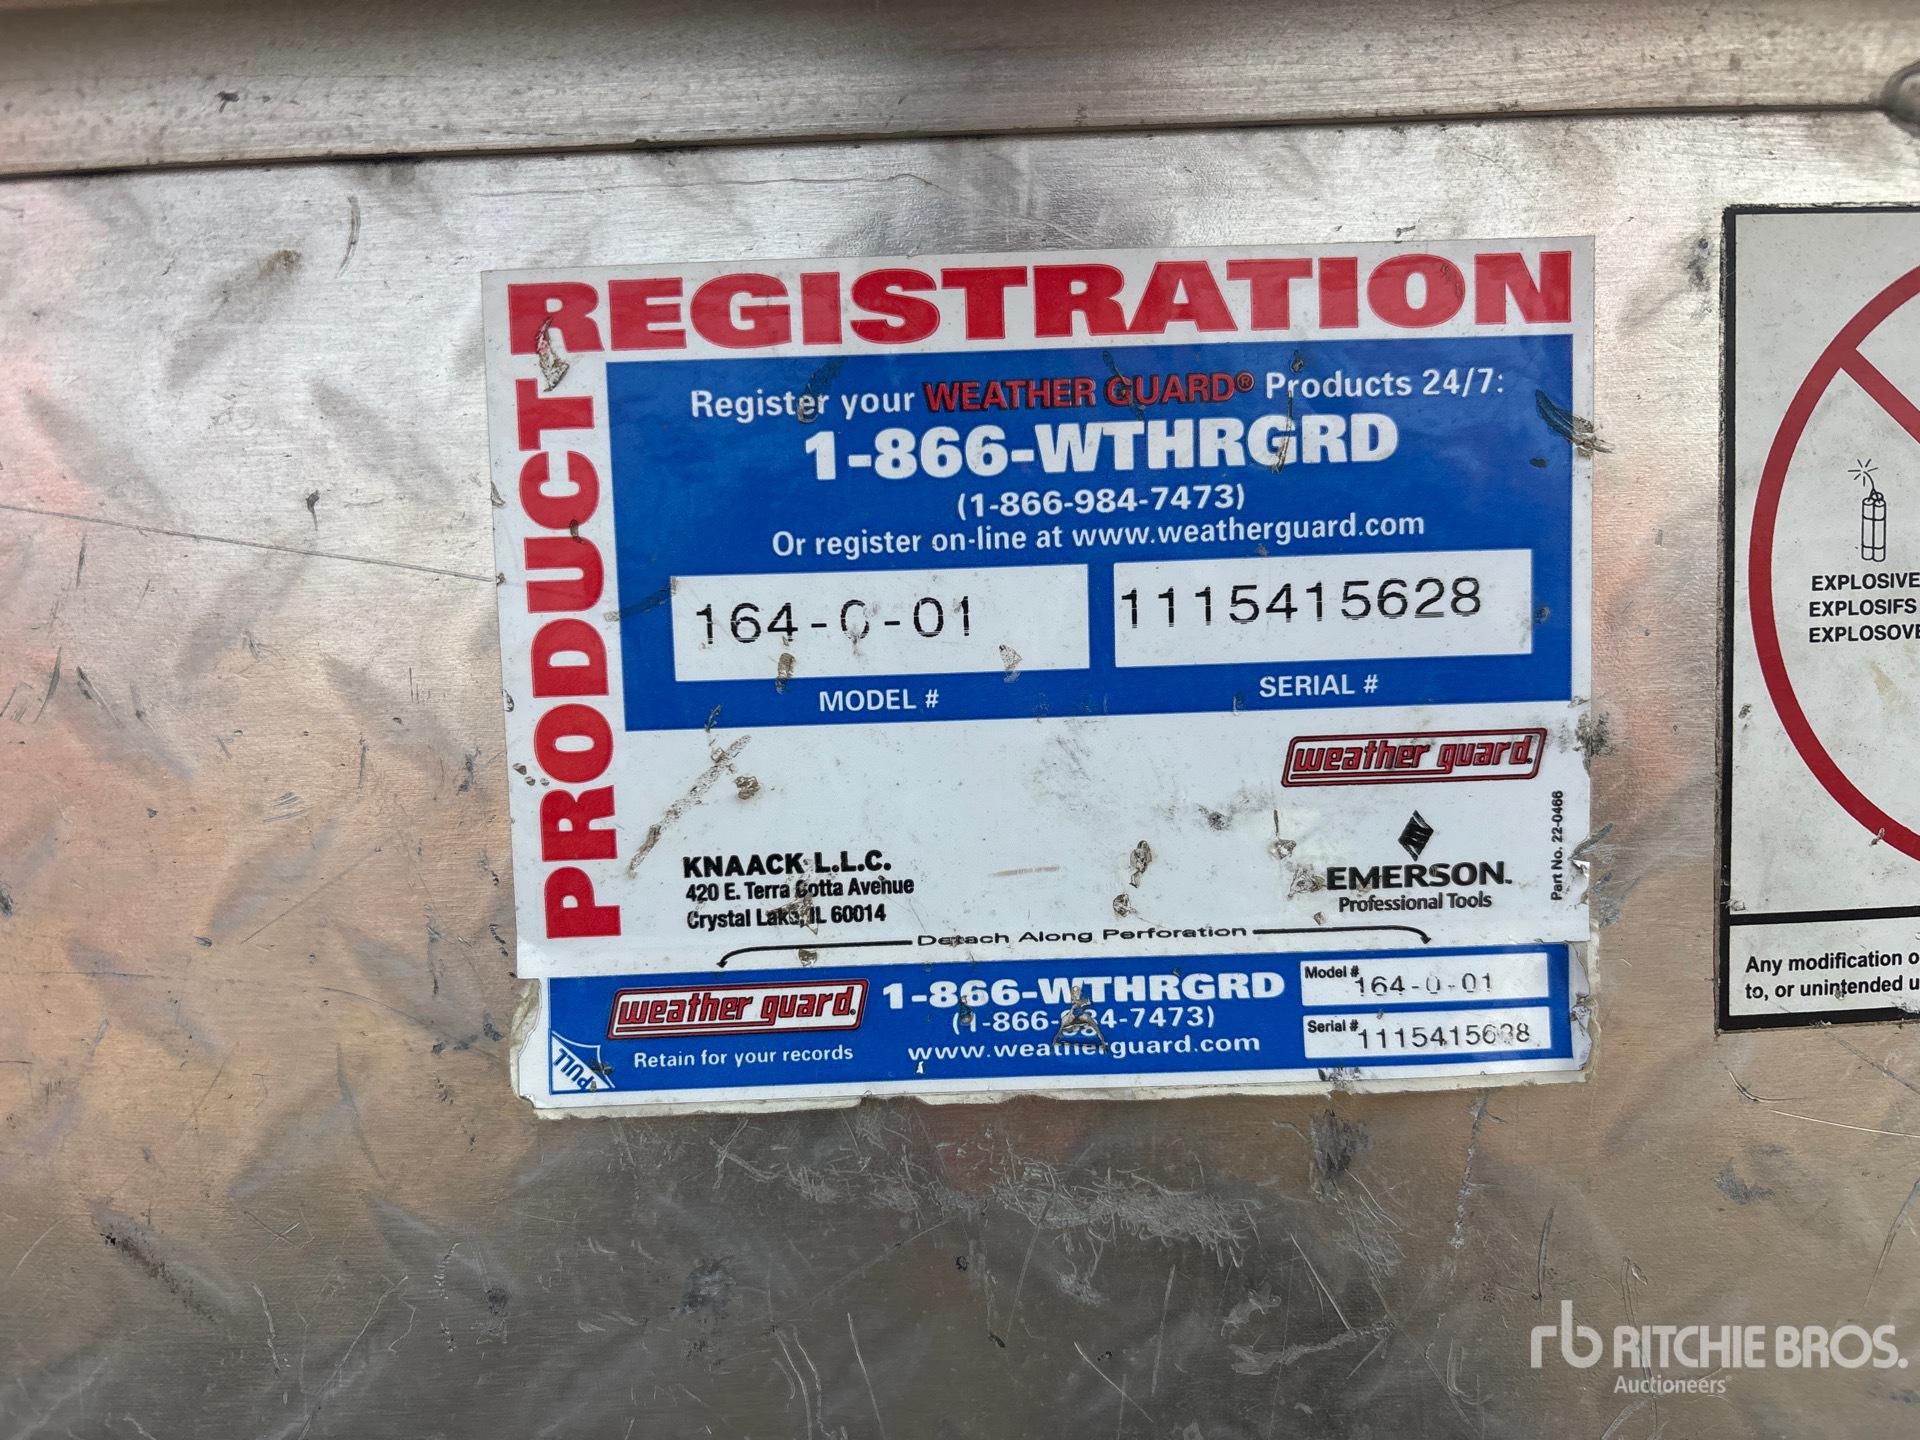 PRODUCT REGISTRATION
Register your WEATHER GUARD® Products 24/7:
1-866-WTHRGRD
(1-866-984-7473)
Or register on-line at www.weatherguard.com
164-0-01
1115415628
MODEL #
SERIAL #
weather guard.
KNAACK L.L.C.
420 E. Terra Cotta Avenue
Crystal Lake, IL 60014
EMERSON.
Professional Tools
Part No. 22-0466
Detach Along Perforation
PULL
weather guard.
Retain for your records
1-866-WTHRGRD
(1-866-984-7473)
www.weatherguard.com
Model # 164-0-01
Serial # 1115415628
EXPLOSIVE
EXPLOSIFS
EXPLOSOVE
Any modification o
to, or unintended u
rb RITCHIE BROS.
Auctioneers